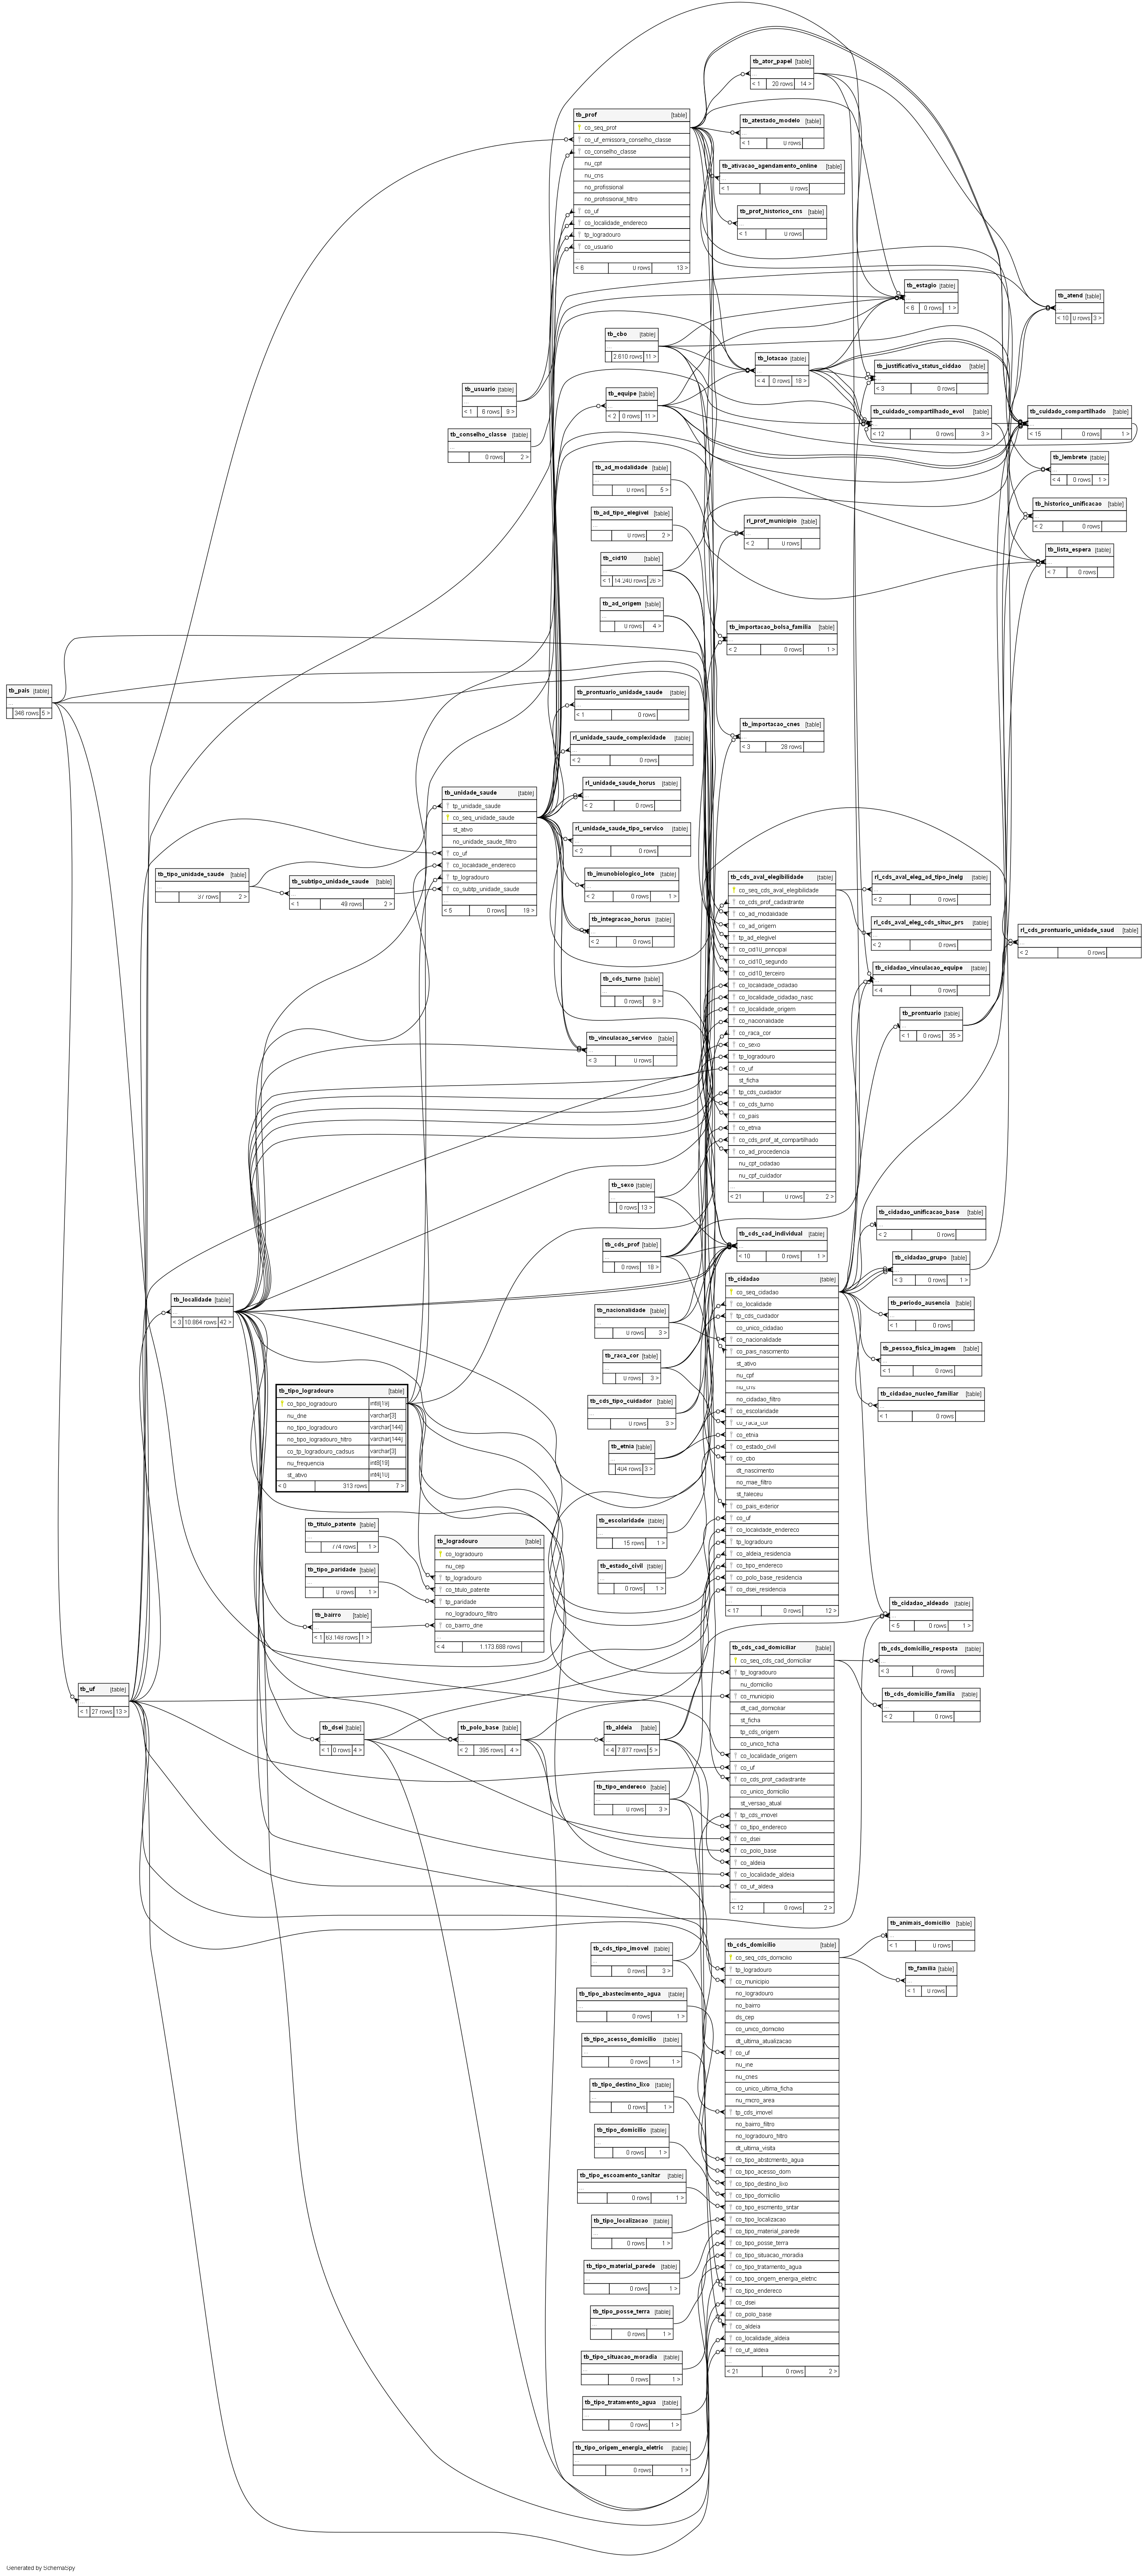 tb_ator_papel [table]
...
< 1 20 rows 14 >
tb_prof [table]
co_seq_prof
co_uf_emissora_conselho_classe
co_conselho_classe
nu_cpf
nu_cns
no_profissional
no_profissional_filtro
co_uf
co_localidade_endereco
tp_logradouro
co_usuario
...
< 6 0 rows 13 >
tb_atestado_modelo [table]
...
< 1 0 rows
tb_ativacao_agendamento_online [table]
...
< 1 0 rows
tb_prof_historico_cns [table]
...
< 1 0 rows
tb_estagio [table]
...
< 6 0 rows 1 >
tb_atend [table]
...
< 10 0 rows 3 >
tb_cbo [table]
...
2.610 rows 11 >
tb_lotacao [table]
...
< 4 0 rows 18 >
tb_justificativa_status_ciddao [table]
...
< 3 0 rows
tb_usuario [table]
...
< 1 8 rows 9 >
tb_equipe [table]
...
< 2 0 rows 11 >
tb_cuidado_compartilhado_evol [table]
...
< 12 0 rows 3 >
tb_cuidado_compartilhado [table]
...
< 15 0 rows 1 >
tb_conselho_classe [table]
...
0 rows 2 >
tb_lembrete [table]
...
< 4 0 rows 1 >
tb_ad_modalidade [table]
...
0 rows 5 >
tb_historico_unificacao [table]
...
< 2 0 rows
tb_ad_tipo_elegivel [table]
...
0 rows 2 >
rl_prof_municipio [table]
...
< 2 0 rows
tb_lista_espera [table]
...
< 7 0 rows
tb_cid10 [table]
...
< 1 14.240 rows 26 >
tb_ad_origem [table]
...
0 rows 4 >
tb_importacao_bolsa_familia [table]
...
< 2 0 rows 1 >
tb_pais [table]
...
346 rows 5 >
tb_prontuario_unidade_saude [table]
...
< 1 0 rows
tb_importacao_cnes [table]
...
< 3 28 rows
rl_unidade_saude_complexidade [table]
...
< 2 0 rows
tb_unidade_saude [table]
tp_unidade_saude
co_seq_unidade_saude
st_ativo
no_unidade_saude_filtro
co_uf
co_localidade_endereco
tp_logradouro
co_subtp_unidade_saude
...
< 5 0 rows 19 >
rl_unidade_saude_horus [table]
...
< 2 0 rows
rl_unidade_saude_tipo_servico [table]
...
< 2 0 rows
tb_imunobiologico_lote [table]
...
< 2 0 rows 1 >
tb_integracao_horus [table]
...
< 2 0 rows
tb_tipo_unidade_saude [table]
...
37 rows 2 >
tb_subtipo_unidade_saude [table]
...
< 1 49 rows 2 >
tb_cds_aval_elegibilidade [table]
co_seq_cds_aval_elegibilidade
co_cds_prof_cadastrante
co_ad_modalidade
co_ad_origem
tp_ad_elegivel
co_cid10_principal
co_cid10_segundo
co_cid10_terceiro
co_localidade_cidadao
co_localidade_cidadao_nasc
co_localidade_origem
co_nacionalidade
co_raca_cor
co_sexo
tp_logradouro
co_uf
st_ficha
tp_cds_cuidador
co_cds_turno
co_pais
co_etnia
co_cds_prof_at_compartilhado
co_ad_procedencia
nu_cpf_cidadao
nu_cpf_cuidador
...
< 21 0 rows 2 >
rl_cds_aval_eleg_ad_tipo_inelg [table]
...
< 2 0 rows
rl_cds_aval_eleg_cds_situc_prs [table]
...
< 2 0 rows
rl_cds_prontuario_unidade_saud [table]
...
< 2 0 rows
tb_cidadao_vinculacao_equipe [table]
...
< 4 0 rows
tb_cds_turno [table]
...
0 rows 9 >
tb_prontuario [table]
...
< 1 0 rows 35 >
tb_vinculacao_servico [table]
...
< 3 0 rows
tb_sexo [table]
...
0 rows 13 >
tb_cds_prof [table]
...
0 rows 18 >
tb_cds_cad_individual [table]
...
< 10 0 rows 1 >
tb_cidadao_unificacao_base [table]
...
< 2 0 rows
tb_cidadao_grupo [table]
...
< 3 0 rows 1 >
tb_localidade [table]
...
< 3 10.864 rows 42 >
tb_nacionalidade [table]
...
0 rows 3 >
tb_cidadao [table]
co_seq_cidadao
co_localidade
tp_cds_cuidador
co_unico_cidadao
co_nacionalidade
co_pais_nascimento
st_ativo
nu_cpf
nu_cns
no_cidadao_filtro
co_escolaridade
co_raca_cor
co_etnia
co_estado_civil
co_cbo
dt_nascimento
no_mae_filtro
st_faleceu
co_pais_exterior
co_uf
co_localidade_endereco
tp_logradouro
co_aldeia_residencia
co_tipo_endereco
co_polo_base_residencia
co_dsei_residencia
...
< 17 0 rows 12 >
tb_periodo_ausencia [table]
...
< 1 0 rows
tb_pessoa_fisica_imagem [table]
...
< 1 0 rows
tb_cidadao_nucleo_familiar [table]
...
< 1 0 rows
tb_raca_cor [table]
...
0 rows 3 >
tb_cds_tipo_cuidador [table]
...
0 rows 3 >
tb_etnia [table]
...
404 rows 3 >
tb_tipo_logradouro [table]
co_tipo_logradouro int8[19]
nu_dne varchar[3]
no_tipo_logradouro varchar[144]
no_tipo_logradouro_filtro varchar[144]
co_tp_logradouro_cadsus varchar[3]
nu_frequencia int8[19]
st_ativo int4[10]
< 0 313 rows 7 >
tb_escolaridade [table]
...
15 rows 1 >
tb_estado_civil [table]
...
0 rows 1 >
tb_titulo_patente [table]
...
774 rows 1 >
tb_tipo_paridade [table]
...
0 rows 1 >
tb_bairro [table]
...
< 1 63.149 rows 1 >
tb_logradouro [table]
co_logradouro
nu_cep
tp_logradouro
co_titulo_patente
tp_paridade
no_logradouro_filtro
co_bairro_dne
...
< 4 1.173.688 rows
tb_cidadao_aldeado [table]
...
< 5 0 rows 1 >
tb_cds_cad_domiciliar [table]
co_seq_cds_cad_domiciliar
tp_logradouro
nu_domicilio
co_municipio
dt_cad_domiciliar
st_ficha
tp_cds_origem
co_unico_ficha
co_localidade_origem
co_uf
co_cds_prof_cadastrante
co_unico_domicilio
st_versao_atual
tp_cds_imovel
co_tipo_endereco
co_dsei
co_polo_base
co_aldeia
co_localidade_aldeia
co_uf_aldeia
...
< 12 0 rows 2 >
tb_cds_domicilio_resposta [table]
...
< 3 0 rows
tb_cds_domicilio_familia [table]
...
< 2 0 rows
tb_uf [table]
...
< 1 27 rows 13 >
tb_dsei [table]
...
< 1 0 rows 4 >
tb_polo_base [table]
...
< 2 395 rows 4 >
tb_aldeia [table]
...
< 4 7.877 rows 5 >
tb_tipo_endereco [table]
...
0 rows 3 >
tb_cds_domicilio [table]
co_seq_cds_domicilio
tp_logradouro
co_municipio
no_logradouro
no_bairro
ds_cep
co_unico_domicilio
dt_ultima_atualizacao
co_uf
nu_ine
nu_cnes
co_unico_ultima_ficha
nu_micro_area
tp_cds_imovel
no_bairro_filtro
no_logradouro_filtro
dt_ultima_visita
co_tipo_abstcmento_agua
co_tipo_acesso_dom
co_tipo_destino_lixo
co_tipo_domicilio
co_tipo_escmento_sntar
co_tipo_localizacao
co_tipo_material_parede
co_tipo_posse_terra
co_tipo_situacao_moradia
co_tipo_tratamento_agua
co_tipo_origem_energia_eletric
co_tipo_endereco
co_dsei
co_polo_base
co_aldeia
co_localidade_aldeia
co_uf_aldeia
...
< 21 0 rows 2 >
tb_animais_domicilio [table]
...
< 1 0 rows
tb_familia [table]
...
< 1 0 rows
tb_cds_tipo_imovel [table]
...
0 rows 3 >
tb_tipo_abastecimento_agua [table]
...
0 rows 1 >
tb_tipo_acesso_domicilio [table]
...
0 rows 1 >
tb_tipo_destino_lixo [table]
...
0 rows 1 >
tb_tipo_domicilio [table]
...
0 rows 1 >
tb_tipo_escoamento_sanitar [table]
...
0 rows 1 >
tb_tipo_localizacao [table]
...
0 rows 1 >
tb_tipo_material_parede [table]
...
0 rows 1 >
tb_tipo_posse_terra [table]
...
0 rows 1 >
tb_tipo_situacao_moradia [table]
...
0 rows 1 >
tb_tipo_tratamento_agua [table]
...
0 rows 1 >
tb_tipo_origem_energia_eletric [table]
...
0 rows 1 >
Generated by SchemaSpy